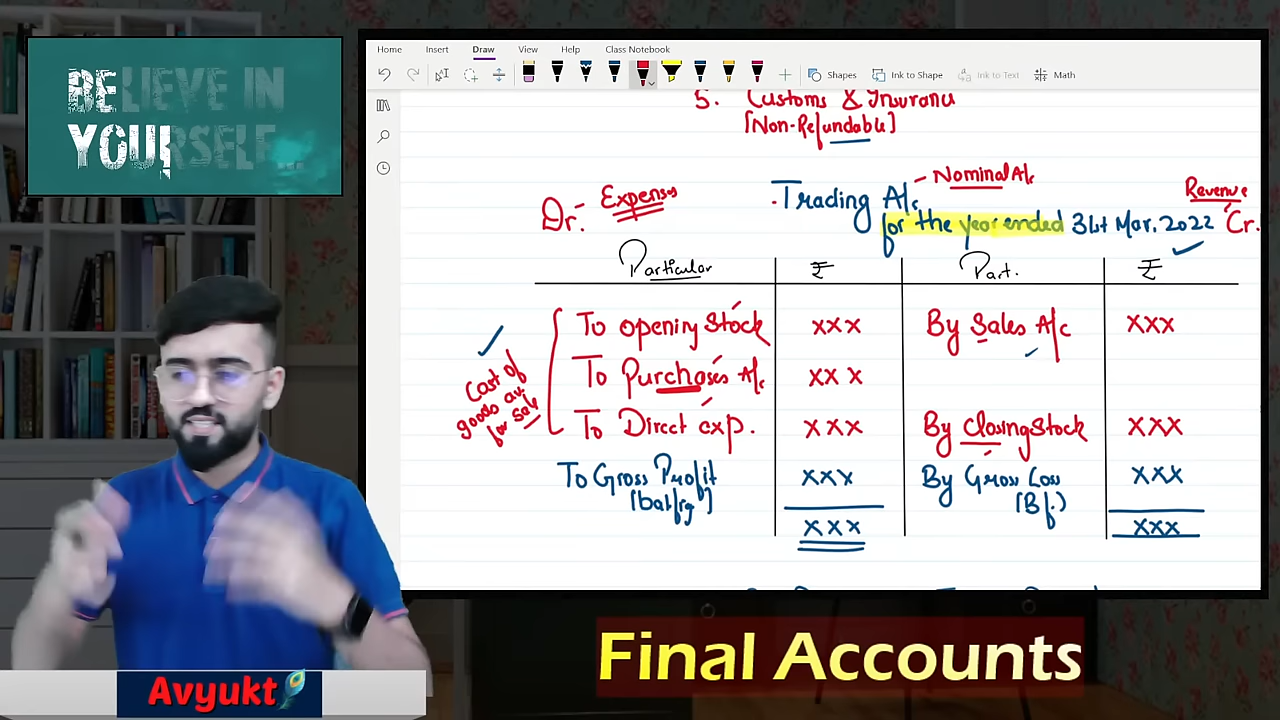 BELIEVE IN
YOURSELF...
Home Insert Draw View Help Class Notebook
Shapes Ink to Shape Ink to Text Math
5. Customs & Insurance
[Non-Refundable]
Nominal A/c
Dr. Expenses Trading A/c Revenue
for the year ended 31st Mar. 2022 Cr.
Particular ₹ Part. ₹
To opening Stock xxx By Sales A/c xxx
To Purchases A/c xxx
To Direct exp. xxx By Closing Stock xxx
Cost of
goods av.
for Sale
To Gross Profit xxx By Gross Loss xxx
[bal fig] [B f.]
xxx xxx
Final Accounts
Avyukt